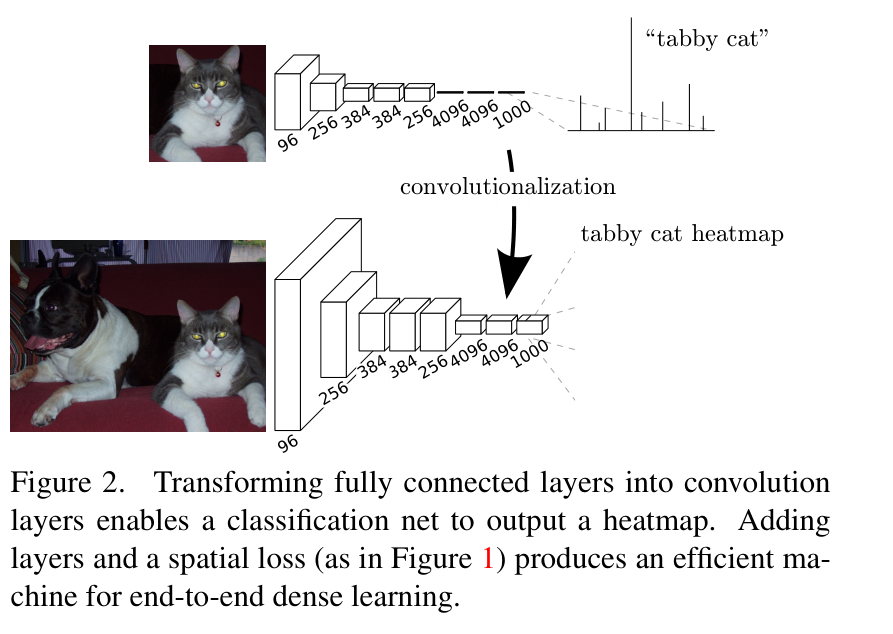 “tabby cat”
96
256
384
384
256
4096
4096
1000
convolutionalization
tabby cat heatmap
96
256
384
384
256
4096
4096
1000
Figure 2. Transforming fully connected layers into convolution
layers enables a classification net to output a heatmap. Adding
layers and a spatial loss (as in Figure 1) produces an efficient ma-
chine for end-to-end dense learning.